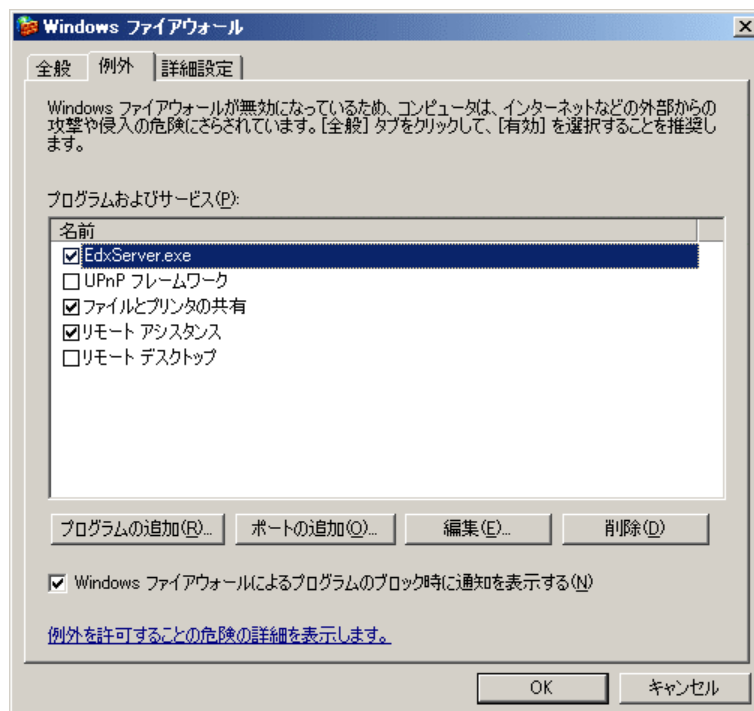 Windows ファイアウォール
全般 例外 詳細設定
Windows ファイアウォールが無効になっているため、コンピュータは、インターネットなどの外部からの
攻撃や侵入の危険にさらされています。[全般] タブをクリックして、[有効] を選択することを推奨し
ます。
プログラムおよびサービス(P):
名前
EdxServer.exe
UPnP フレームワーク
ファイルとプリンタの共有
リモート アシスタンス
リモート デスクトップ
プログラムの追加(R)... ポートの追加(O)... 編集(E)... 削除(D)
Windows ファイアウォールによるプログラムのブロック時に通知を表示する(N)
例外を許可することの危険の詳細を表示します。
OK キャンセル